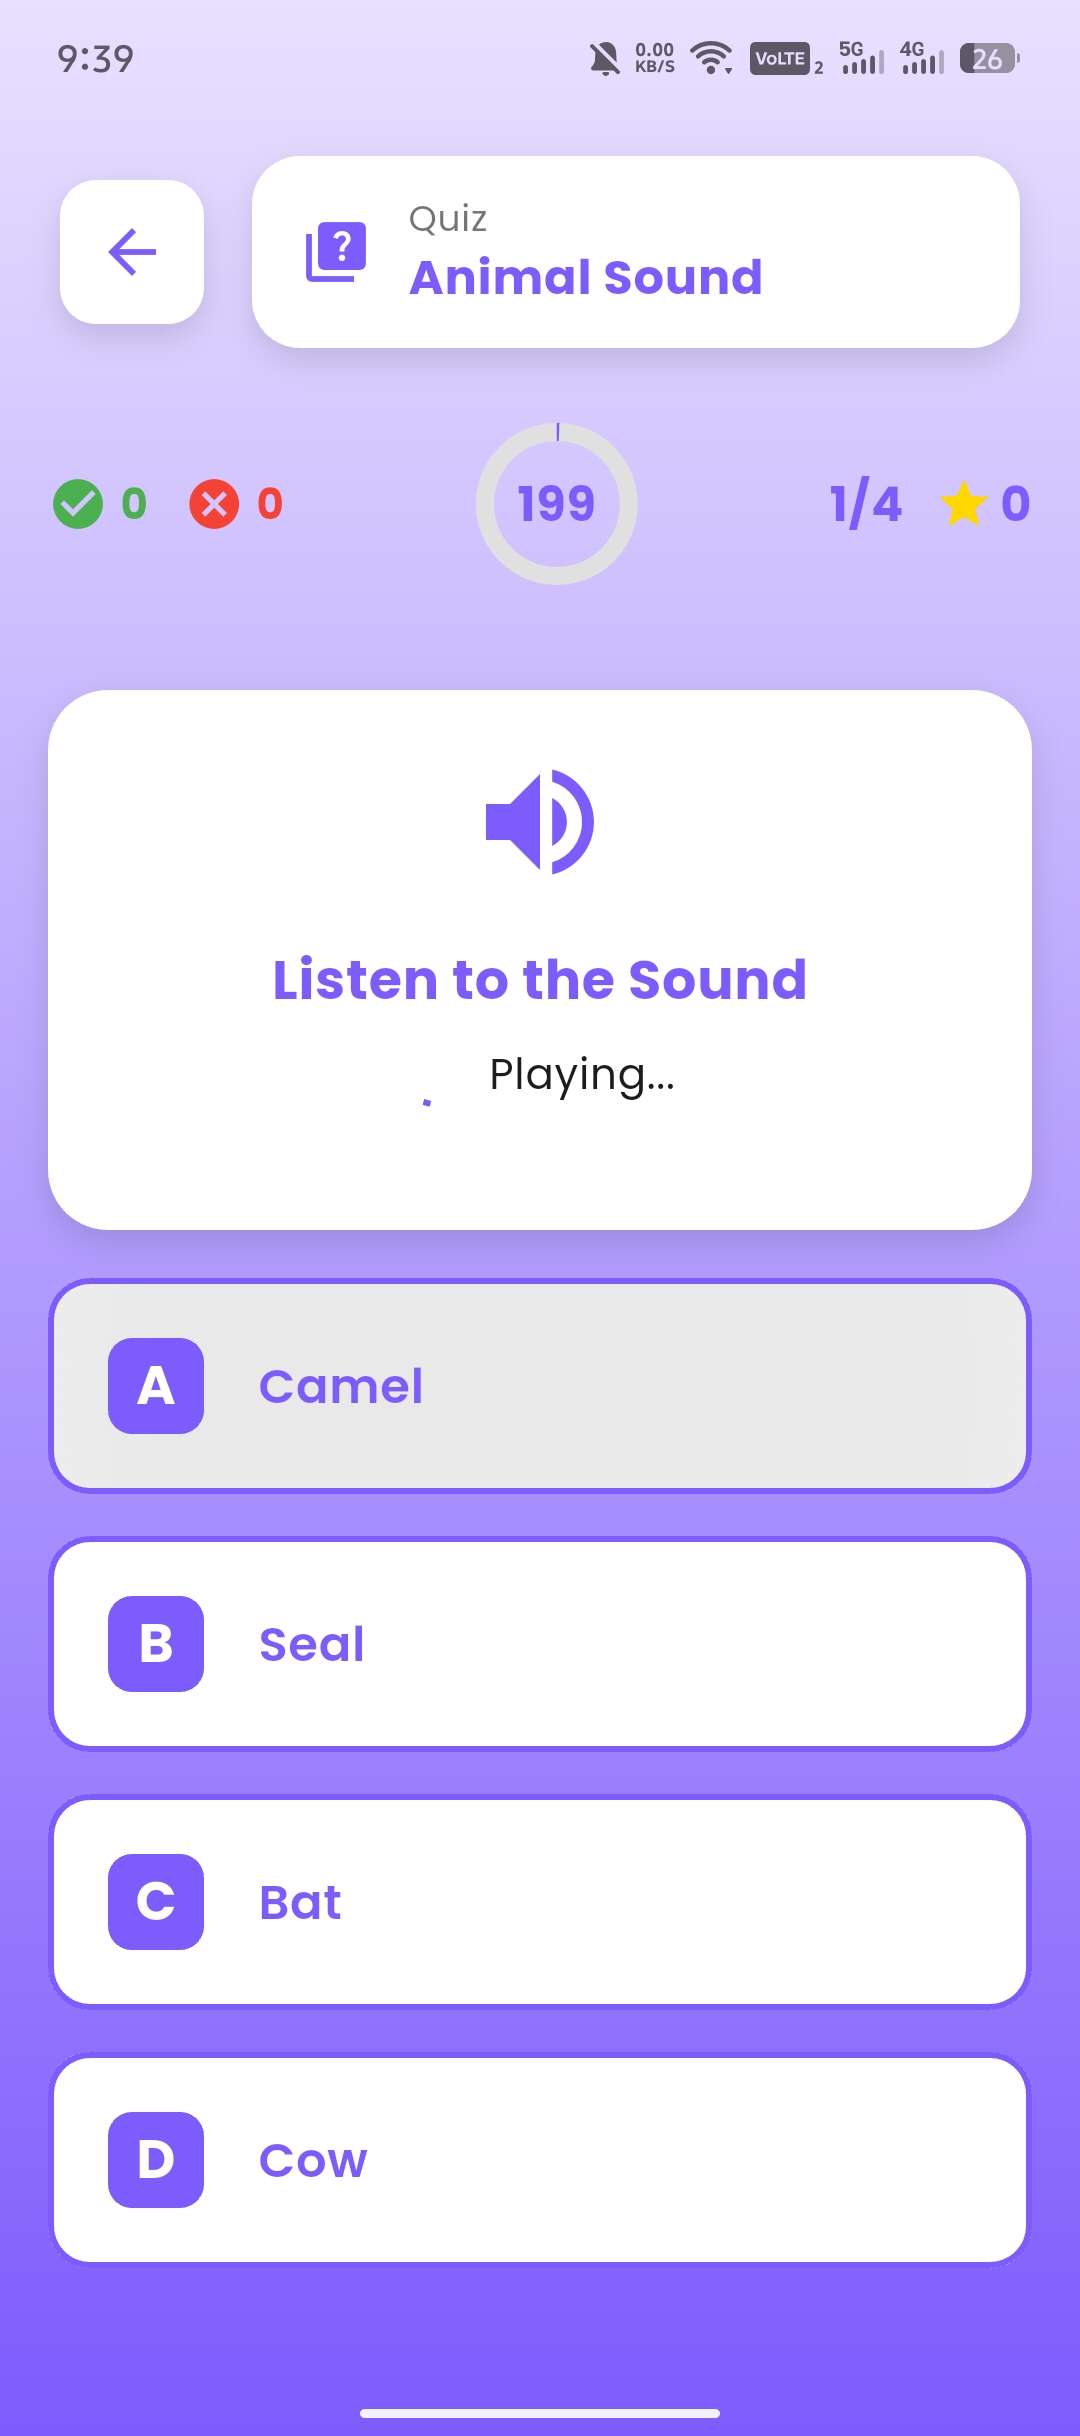 9:39
0.00
KB/S
VoLTE 2
5G
4G
26
Quiz
Animal Sound
0
0
199
1/4
0
Listen to the Sound
Playing...
A
Camel
B
Seal
C
Bat
D
Cow